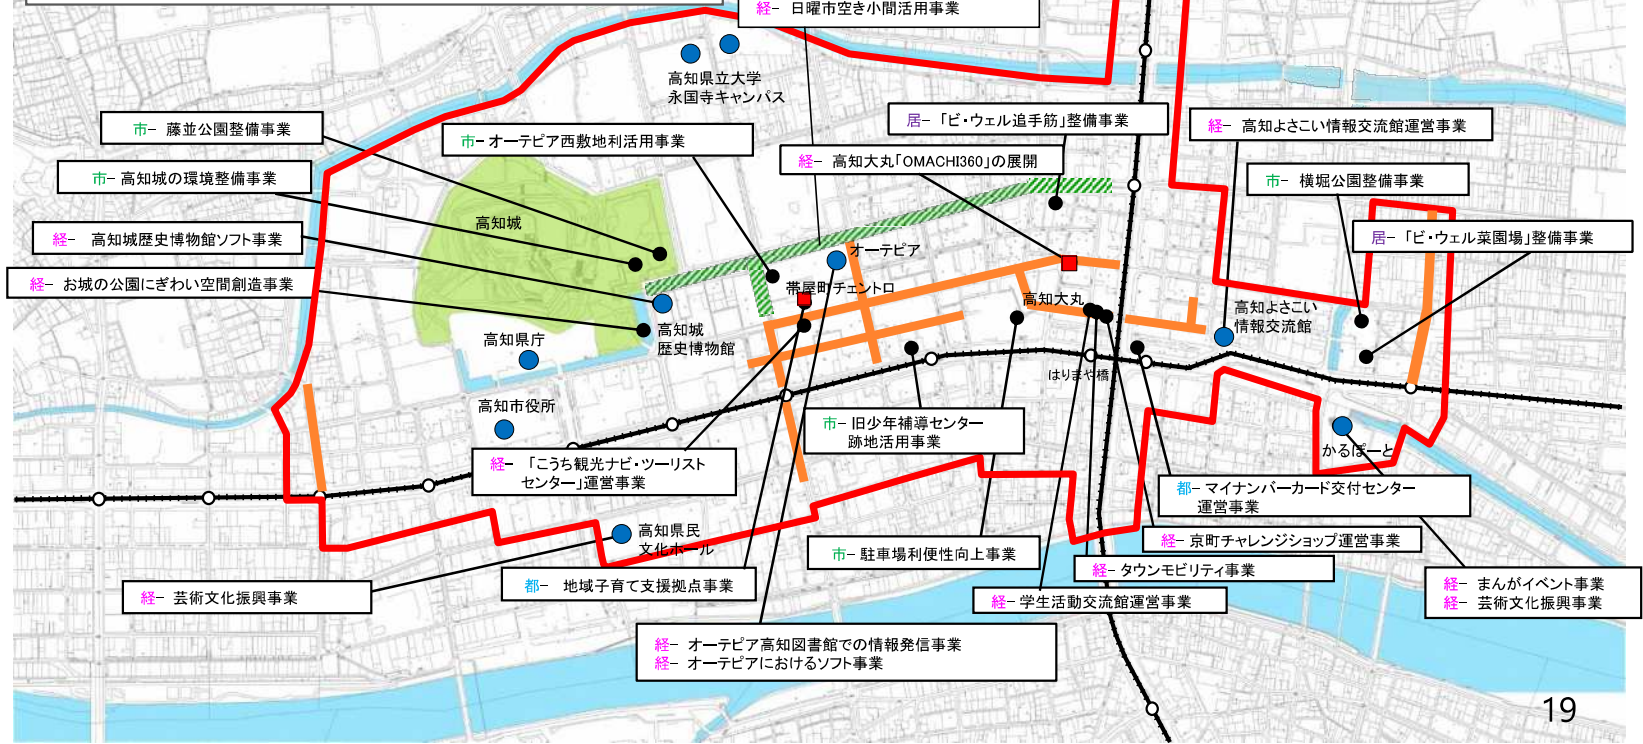 経- 日曜市空き小間活用事業
高知県立大学
永国寺キャンパス
市- 藤並公園整備事業
市-オーテピア西敷地利活用事業
居-「ビ・ウェル追手筋」整備事業
経- 高知よさこい情報交流館運営事業
経- 高知大丸「OMACHI360」の展開
市-高知城の環境整備事業
市- 横堀公園整備事業
高知城
経- 高知城歴史博物館ソフト事業
オーテピア
居-「ビ・ウェル菜園場」整備事業
経- お城の公園にぎわい空間創造事業
帯屋町チェントロ
高知大丸
高知よさこい
情報交流館
高知城
歴史博物館
高知県庁
はりまや橋
高知市役所
市-旧少年補導センター
跡地活用事業
かるぽーと
経- 「こうち観光ナビ・ツーリスト
センター」運営事業
都-マイナンバーカード交付センター
運営事業
高知県民
文化ホール
市-駐車場利便性向上事業
経-京町チャレンジショップ運営事業
経-タウンモビリティ事業
都- 地域子育て支援拠点事業
経- 芸術文化振興事業
経-学生活動交流館運営事業
経- まんがイベント事業
経- 芸術文化振興事業
経- オーテピア高知図書館での情報発信事業
経- オーテピアにおけるソフト事業
19